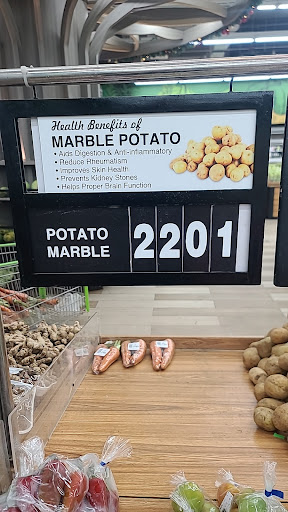 Health Benefits of
MARBLE POTATO
• Aids Digestion & Anti-inflammatory
• Reduce Rheumatism
• Improves Skin Health
• Prevents Kidney Stones
• Helps Proper Brain Function
POTATO
MARBLE
2201